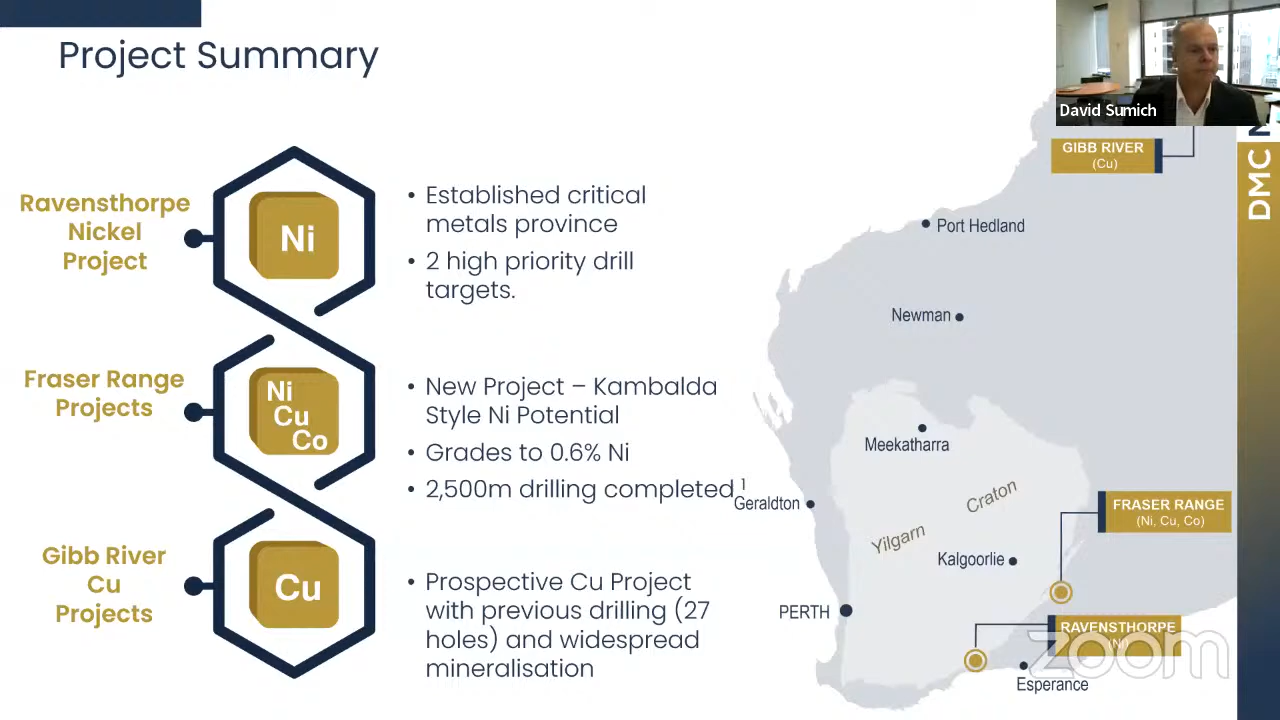 Project Summary
David Sumich
DMC
Ravensthorpe
Nickel
Project
Ni
• Established critical
metals province
• 2 high priority drill
targets.
Fraser Range
Projects
Ni
Cu
Co
• New Project – Kambalda
Style Ni Potential
• Grades to 0.6% Ni
• 2,500m drilling completed¹
Gibb River
Cu
Projects
Cu
• Prospective Cu Project
with previous drilling (27
holes) and widespread
mineralisation
GIBB RIVER
(Cu)
Port Hedland
Newman
Meekatharra
Geraldton
Yilgarn Craton
FRASER RANGE
(Ni, Cu, Co)
Kalgoorlie
PERTH
RAVENSTHORPE
(Ni)
Esperance
zoom